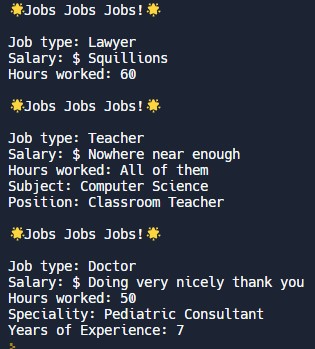 🌟Jobs Jobs Jobs!🌟
Job type: Lawyer
Salary: $ Squillions
Hours worked: 60
🌟Jobs Jobs Jobs!🌟
Job type: Teacher
Salary: $ Nowhere near enough
Hours worked: All of them
Subject: Computer Science
Position: Classroom Teacher
🌟Jobs Jobs Jobs!🌟
Job type: Doctor
Salary: $ Doing very nicely thank you
Hours worked: 50
Speciality: Pediatric Consultant
Years of Experience: 7